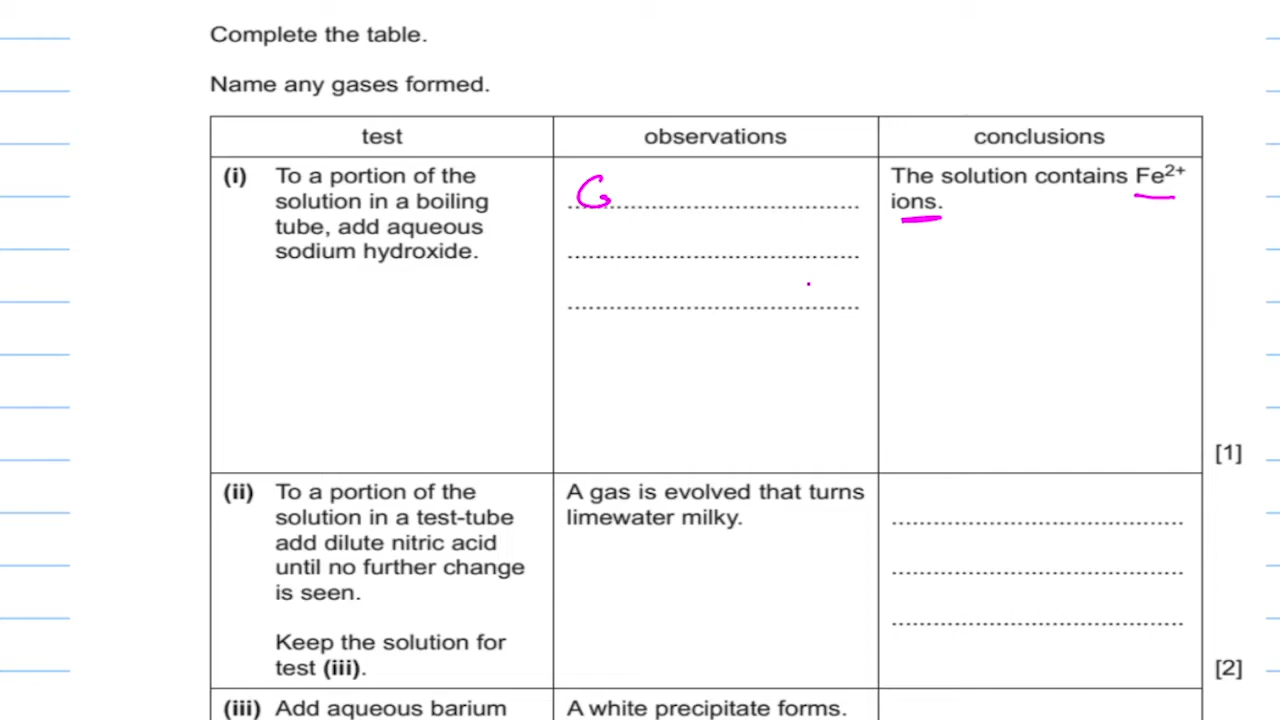 Complete the table.
Name any gases formed.
test
observations
conclusions
(i) To a portion of the
solution in a boiling
tube, add aqueous
sodium hydroxide.
G
....................................................
....................................................
....................................................
The solution contains Fe²⁺
ions.
[1]
(ii) To a portion of the
solution in a test-tube
add dilute nitric acid
until no further change
is seen.
Keep the solution for
test (iii).
A gas is evolved that turns
limewater milky.
....................................................
....................................................
....................................................
[2]
(iii) Add aqueous barium
A white precipitate forms.